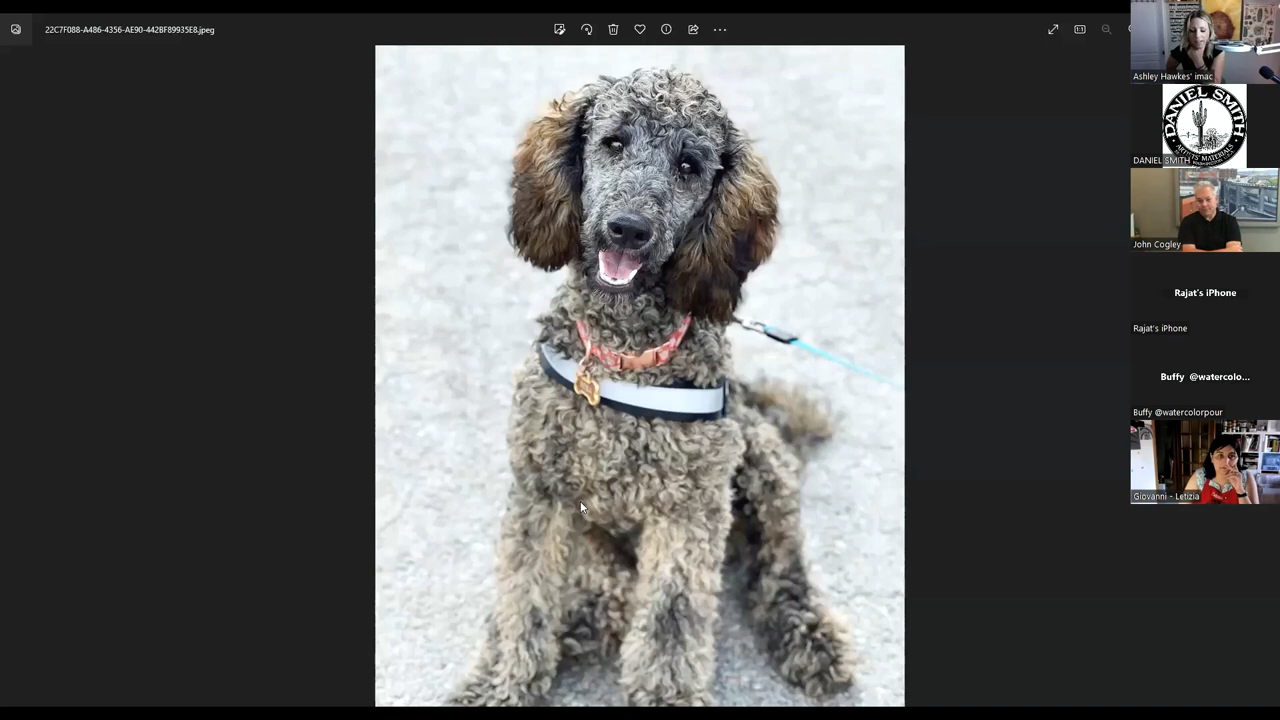 22C7F088-A486-4356-AE90-442BF89935E8.jpeg
Ashley Hawkes' imac
DANIEL SMITH
ARTISTS' MATERIALS
DANIEL SMITH
John Cogley
Rajat's iPhone
Rajat's iPhone
Buffy @watercolo...
Buffy @watercolorpour
Giovanni - Letizia